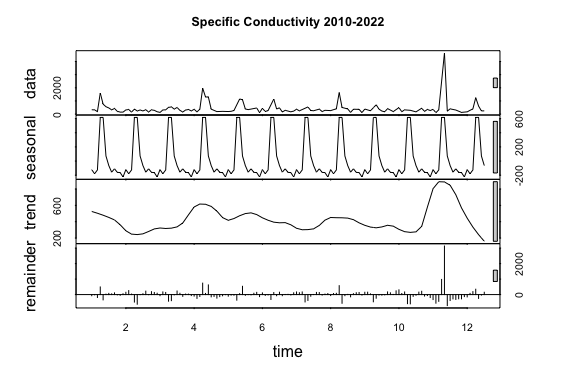 Specific Conductivity 2010-2022
data
0 2000
seasonal
-200 200 600
trend
200 600
remainder
0 2000
2 4 6 8 10 12
time